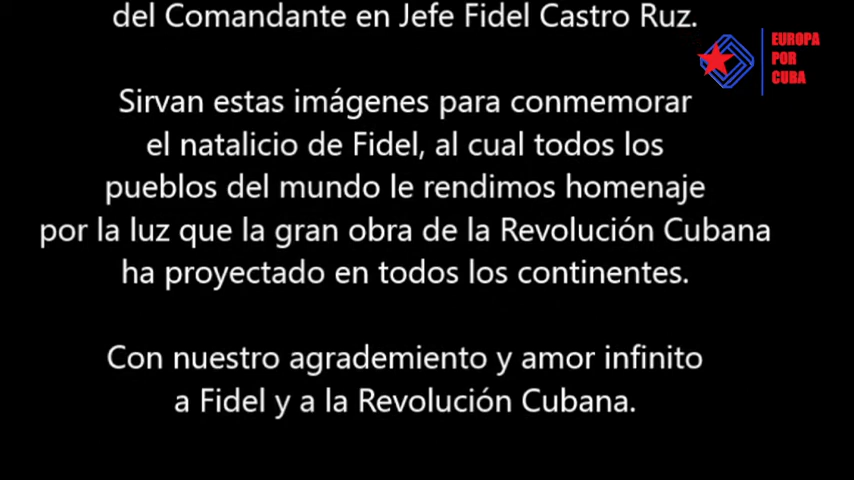 del Comandante en Jefe Fidel Castro Ruz.
EUROPA
POR
CUBA
Sirvan estas imágenes para conmemorar
el natalicio de Fidel, al cual todos los
pueblos del mundo le rendimos homenaje
por la luz que la gran obra de la Revolución Cubana
ha proyectado en todos los continentes.
Con nuestro agrademiento y amor infinito
a Fidel y a la Revolución Cubana.